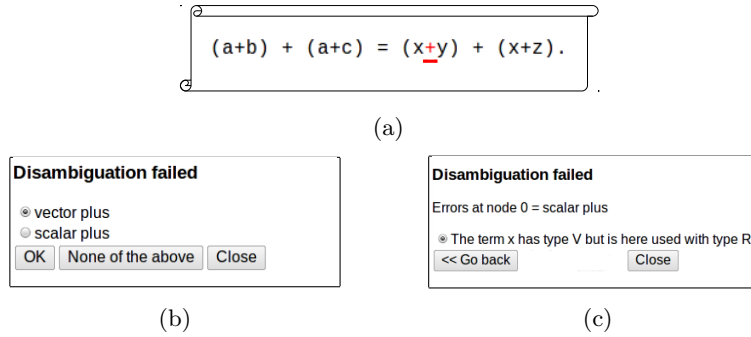 (a+b) + (a+c) = (x+y) + (x+z).
(a)
Disambiguation failed
vector plus
scalar plus
OK None of the above Close
(b)
Disambiguation failed
Errors at node 0 = scalar plus
The term x has type V but is here used with type R
<< Go back Close
(c)